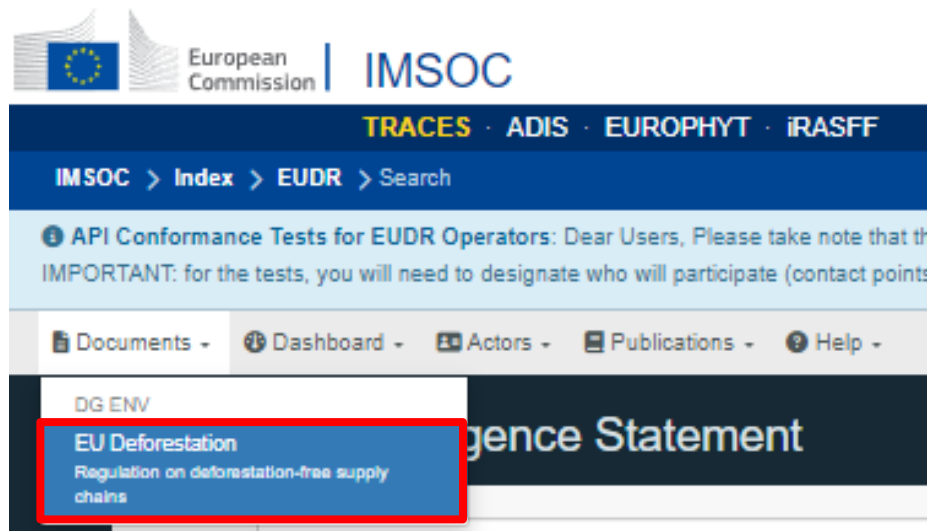 European
Commission
IMSOC
TRACES · ADIS · EUROPHYT · iRASFF
IMSOC > Index > EUDR > Search
API Conformance Tests for EUDR Operators: Dear Users, Please take note that
IMPORTANT: for the tests, you will need to designate who will participate (contact points
Documents Dashboard Actors Publications Help
DG ENV
EU Deforestation
gence Statement
Regulation on deforestation-free supply
chains